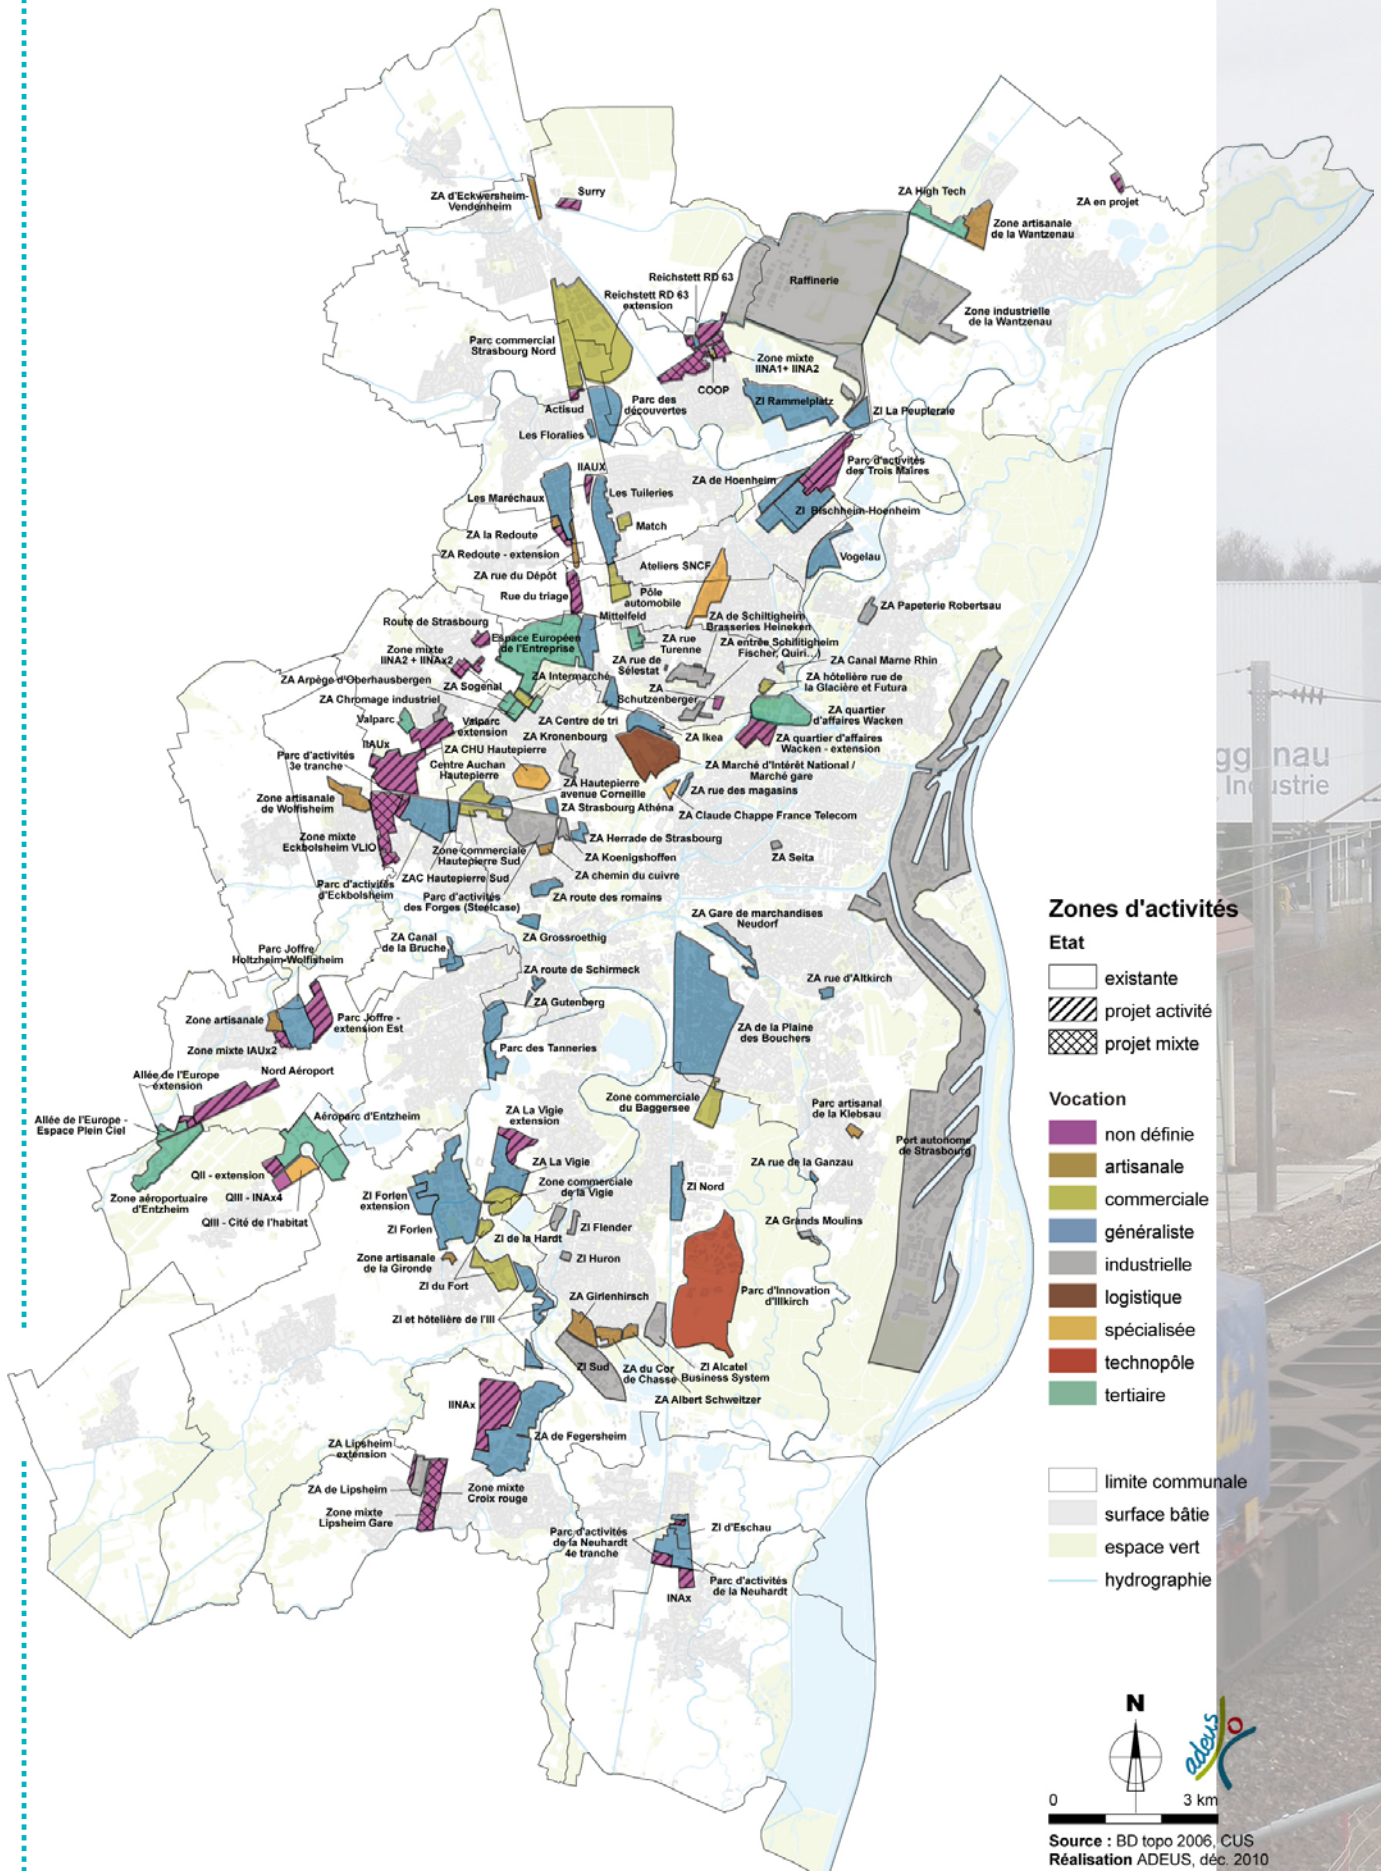 ZA d'Eckwersheim-
Vendenheim
Surry
ZA High Tech
ZA en projet
Zone artisanale
de la Wantzenau
Reichstett RD 63
Raffinerie
Reichstett RD 63
extension
Zone industrielle
de la Wantzenau
Parc commercial
Strasbourg Nord
Zone mixte
IINA1+ IINA2
COOP
Actisud
Parc des
découvertes
ZI Rammelplatz
ZI La Peupleraie
Les Floralies
IIAUX
Parc d'activités
des Trois Maires
ZA de Hoenheim
Les Maréchaux
Les Tuileries
ZI Bischheim-Hoenheim
Match
ZA la Redoute
ZA Redoute - extension
Vogelau
Ateliers SNCF
ZA rue du Dépôt
Rue du triage
Pôle
automobile
ZA Papeterie Robertsau
Mittelfeld
ZA de Schiltigheim
Brasseries Heineken
Route de Strasbourg
Espace Européen
de l'Entreprise
ZA rue
Turenne
ZA entrée Schilitigheim
Fischer, Quiri...)
Zone mixte
IINA2 + IINAx2
ZA rue de
Sélestat
ZA Canal Marne Rhin
ZA Arpège d'Oberhausbergen
ZA Intermarché
ZA hôtelière rue de
la Glacière et Futura
ZA Sogenal
ZA
Schutzenberger
ZA Chromage industriel
Valparc
Valparc
extension
ZA Centre de tri
ZA quartier
d'affaires Wacken
ZA Kronenbourg
ZA Ikea
ZA quartier d'affaires
Wacken - extension
IIAUx
ZA CHU Hautepierre
Parc d'activités
3e tranche
Centre Auchan
Hautepierre
ZA Marché d'Intérêt National /
Marché gare
ZA Hautepierre
avenue Corneille
ZA rue des magasins
Zone artisanale
de Wolfisheim
ZA Strasbourg Athéna
ZA Claude Chappe France Telecom
Zone mixte
Eckbolsheim VLIO
ZA Herrade de Strasbourg
Zone commerciale
Hautepierre Sud
ZA Koenigshoffen
ZA Seita
ZAC Hautepierre Sud
ZA chemin du cuivre
Parc d'activités
d'Eckbolsheim
Parc d'activités
des Forges (Steelcase)
ZA route des romains
ZA Gare de marchandises
Neudorf
ZA Grossroethig
ZA Canal
de la Bruche
Parc Joffre
Holtzheim-Wolfisheim
ZA route de Schirmeck
ZA rue d'Altkirch
ZA Gutenberg
Zone artisanale
Parc Joffre -
extension Est
ZA de la Plaine
des Bouchers
Zone mixte IAUx2
Parc des Tanneries
Nord Aéroport
Allée de l'Europe
extension
Zone commerciale
du Baggersee
Parc artisanal
de la Klebsau
Allée de l'Europe -
Espace Plein Ciel
Aéroparc d'Entzheim
ZA La Vigie
extension
Port autonome
de Strasbourg
ZA La Vigie
ZA rue de la Ganzau
QII - extension
Zone commerciale
de la Vigie
ZI Nord
Zone aéroportuaire
d'Entzheim
QIII - INAx4
ZI Forlen
extension
QIII - Cité de l'habitat
ZI Forlen
ZI Flender
ZA Grands Moulins
ZI de la Hardt
Zone artisanale
de la Gironde
ZI Huron
ZI du Fort
ZA Girlenhirsch
Parc d'Innovation
d'Illkirch
ZI et hôtelière de l'Ill
ZI Sud
ZA du Cor
de Chasse
ZI Alcatel
Business System
ZA Albert Schweitzer
IINAx
ZA de Fegersheim
ZA Lipsheim
extension
ZA de Lipsheim
Zone mixte
Croix rouge
Zone mixte
Lipsheim Gare
Parc d'activités
de la Neuhardt
4e tranche
ZI d'Eschau
Parc d'activités
de la Neuhardt
INAx
ggenau
Industrie
Zones d'activités
Etat
existante
projet activité
projet mixte
Vocation
non définie
artisanale
commerciale
généraliste
industrielle
logistique
spécialisée
technopôle
tertiaire
limite communale
surface bâtie
espace vert
hydrographie
N
adeus
0 3 km
Source : BD topo 2006, CUS
Réalisation ADEUS, déc. 2010